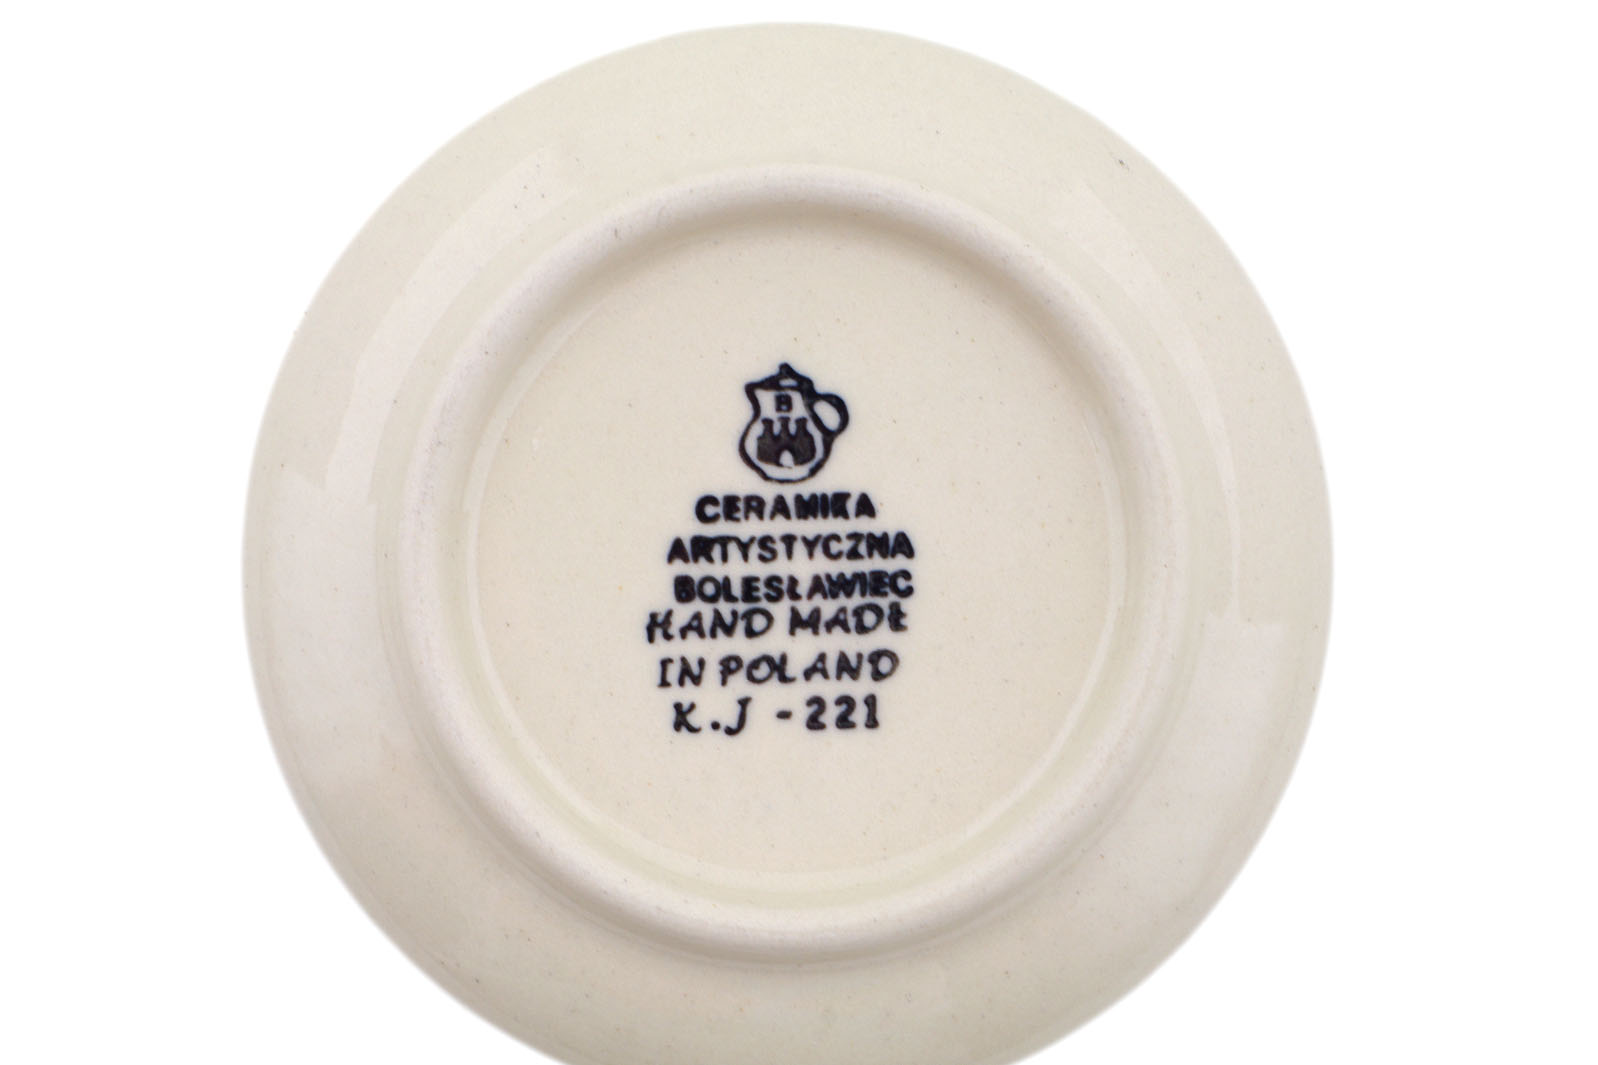 B
CERAMIKA
ARTYSTYCZNA
BOLESŁAWIEC
HAND MADE
IN POLAND
K.J - 221